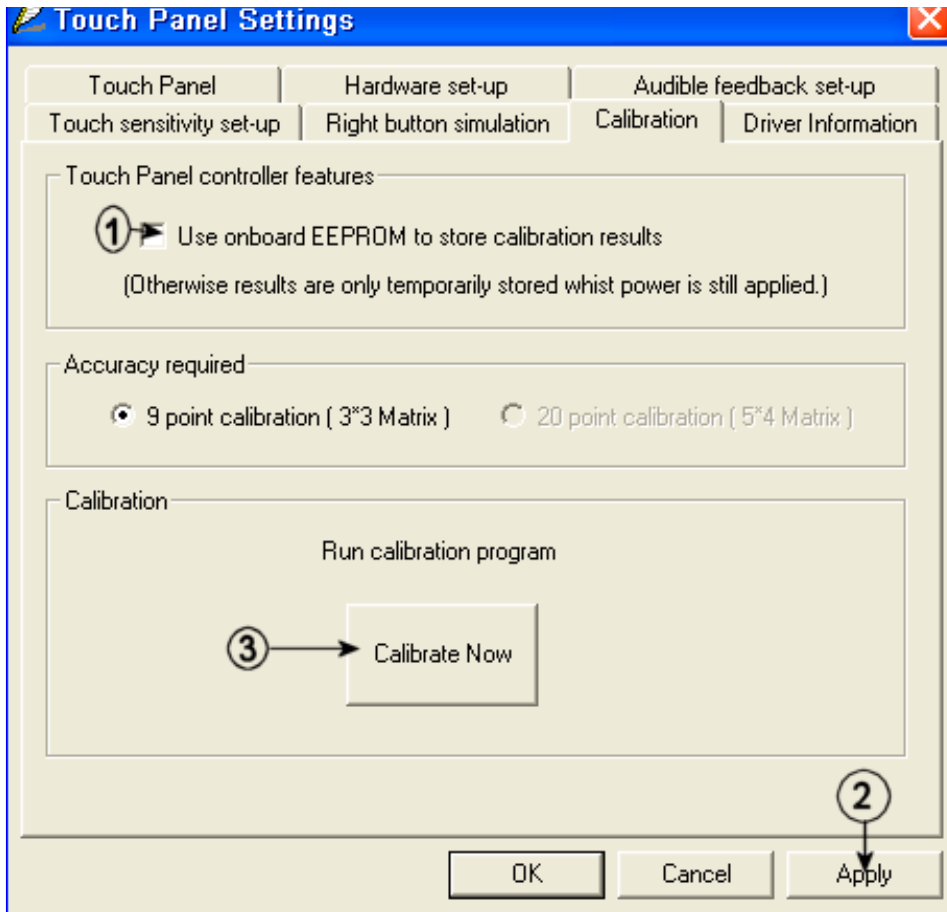 Touch Panel Settings
Touch Panel
Hardware set-up
Audible feedback set-up
Touch sensitivity set-up
Right button simulation
Calibration
Driver Information
Touch Panel controller features
1
Use onboard EEPROM to store calibration results
(Otherwise results are only temporarily stored whist power is still applied.)
Accuracy required
9 point calibration ( 3*3 Matrix )
20 point calibration ( 5*4 Matrix )
Calibration
Run calibration program
3
Calibrate Now
2
OK
Cancel
Apply